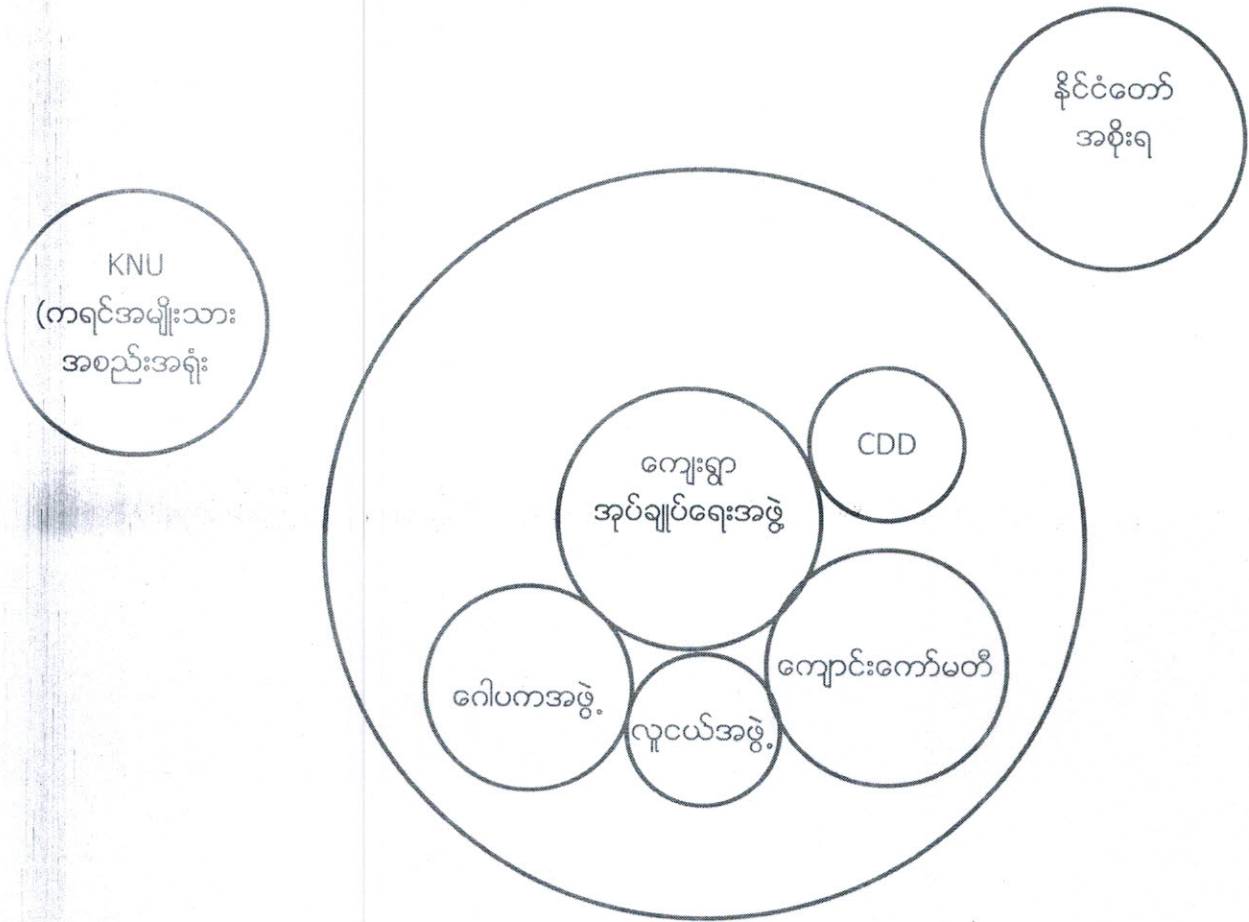 နိုင်ငံတော်
အစိုးရ
KNU
(ကရင်အမျိုးသား
အစည်းအရုံး
CDD
ကျေးရွာ
အုပ်ချုပ်ရေးအဖွဲ့
ကျောင်းကော်မတီ
ဂေါပကအဖွဲ့
လူငယ်အဖွဲ့